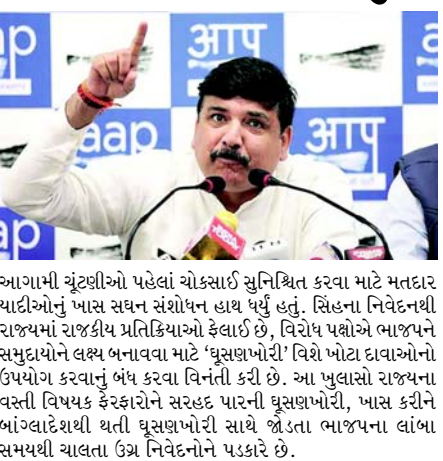 aap
आप
a
aap
आप
ap
આગામી ચૂંટણીઓ પહેલાં ચોકસાઈ સુનિશ્ચિત કરવા માટે મતદાર
યાદીઓનું ખાસ સઘન સંશોધન હાથ ધર્યું હતું. સિંહના નિવેદનથી
રાજ્યમાં રાજકીય પ્રતિક્રિયાઓ ફેલાઈ છે, વિરોધ પક્ષોએ ભાજપને
સમુદાયોને લક્ષ્ય બનાવવા માટે ‘ઘૂસણખોરી’ વિશે ખોટા દાવાઓનો
ઉપયોગ કરવાનું બંધ કરવા વિનંતી કરી છે. આ ખુલાસો રાજ્યના
વસ્તી વિષયક ફેરફારોને સરહદ પારની ઘૂસણખોરી, ખાસ કરીને
બાંગ્લાદેશથી થતી ઘૂસણખોરી સાથે જોડતા ભાજપના લાંબા
સમયથી ચાલતા ઉગ્ર નિવેદનોને પડકારે છે.